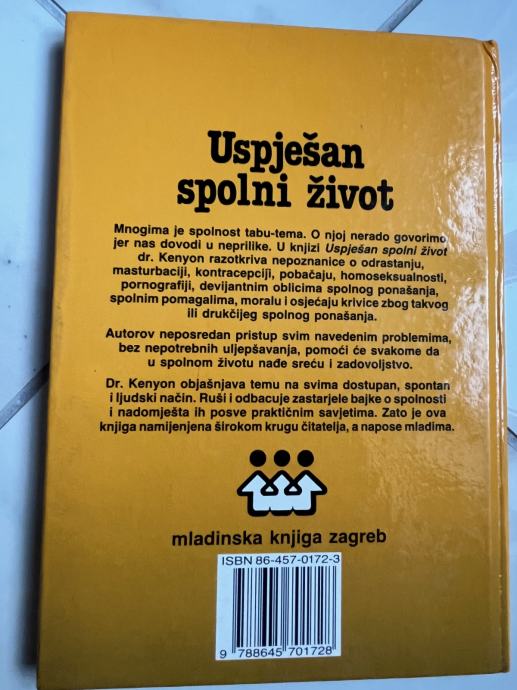 Uspješan
spolni život
Mnogima je spolnost tabu-tema. O njoj nerado govorimo
jer nas dovodi u neprilike. U knjizi Uspješan spolni život
dr. Kenyon razotkriva nepoznanice o odrastanju,
masturbaciji, kontracepciji, pobačaju, homoseksualnosti,
pornografiji, devijantnim oblicima spolnog ponašanja,
spolnim pomagalima, moralu i osjećaju krivice zbog takvog
ili drukčijeg spolnog ponašanja.
Autorov neposredan pristup svim navedenim problemima,
bez nepotrebnih uljepšavanja, pomoći će svakome da
u spolnom životu nađe sreću i zadovoljstvo.
Dr. Kenyon objašnjava temu na svima dostupan, spontan
i ljudski način. Ruši i odbacuje zastarjele bajke o spolnosti
i nadomješta ih posve praktičnim savjetima. Zato je ova
knjiga namijenjena širokom krugu čitatelja, a napose mladima.
mladinska knjiga zagreb
ISBN 86-457-0172-3
9 788645 701728